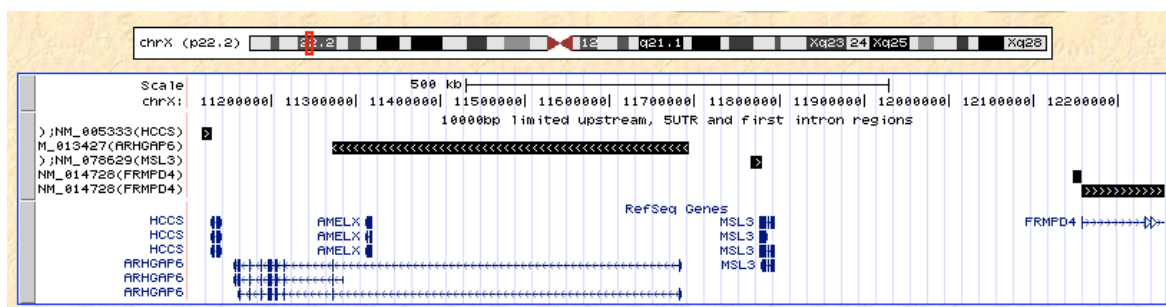 chrX (p22.2) 22.2 12 q21.1 Xq23 24 Xq25 Xq28
Scale 500 kb
chrX: 11200000| 11300000| 11400000| 11500000| 11600000| 11700000| 11800000| 11900000| 12000000| 12100000| 12200000|
10000bp limited upstream, 5UTR and first intron regions
);NM_005333(HCCS)
M_013427(ARHGAP6)
);NM_078629(MSL3)
NM_014728(FRMPD4)
NM_014728(FRMPD4)
RefSeq Genes
HCCS AMELX MSL3 FRMPD4
HCCS AMELX MSL3
HCCS AMELX MSL3
ARHGAP6 MSL3
ARHGAP6
ARHGAP6